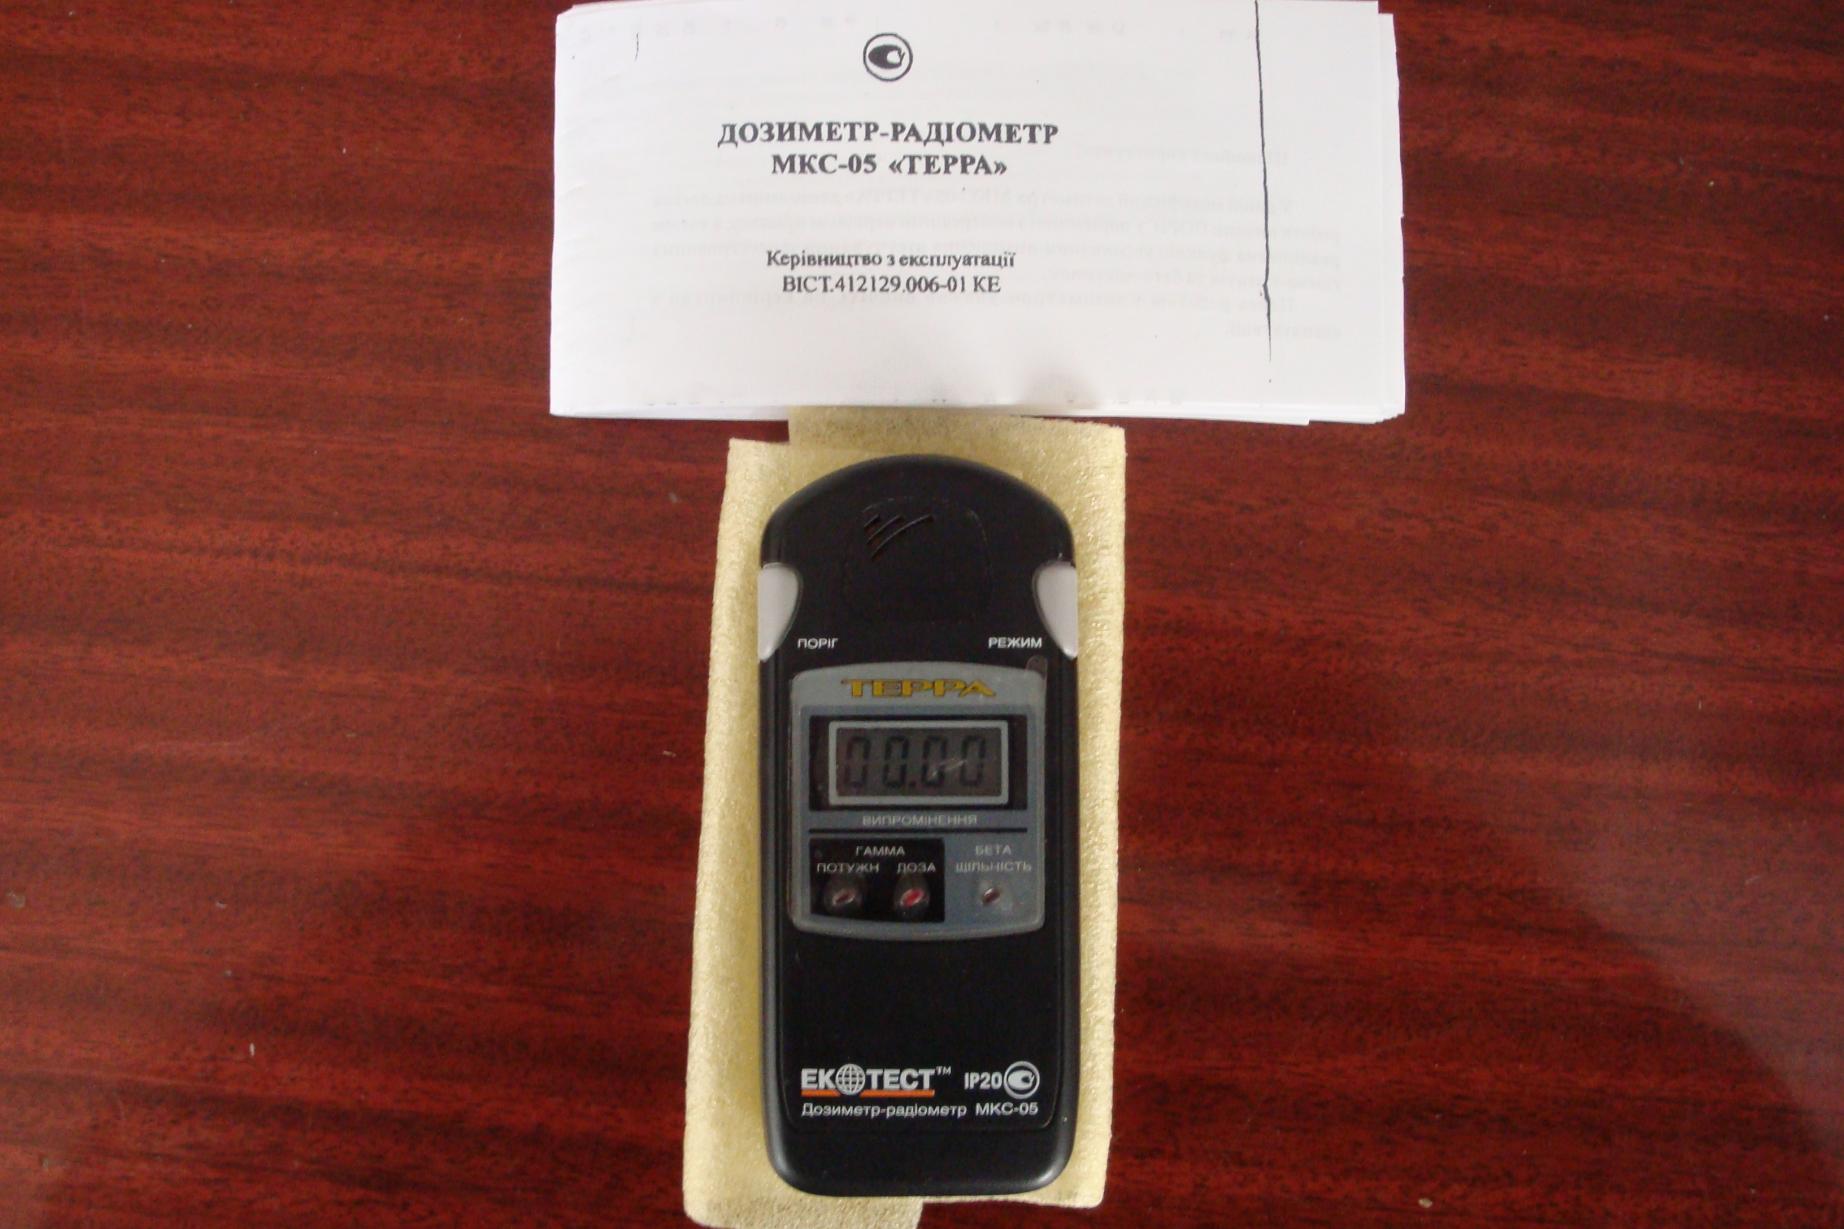 ДОЗИМЕТР-РАДІОМЕТР
МКС-05 «ТЕРРА»
Керівництво з експлуатації
ВІСТ.412129.006-01 КЕ
ПОРІГ РЕЖИМ
ТЕРРА
00.00
ВИПРОМІНЕННЯ
ГАММА БЕТА
ПОТУЖН ДОЗА ЩІЛЬНІСТЬ
ЕКОТЕСТ™ IP20
Дозиметр-радіометр МКС-05